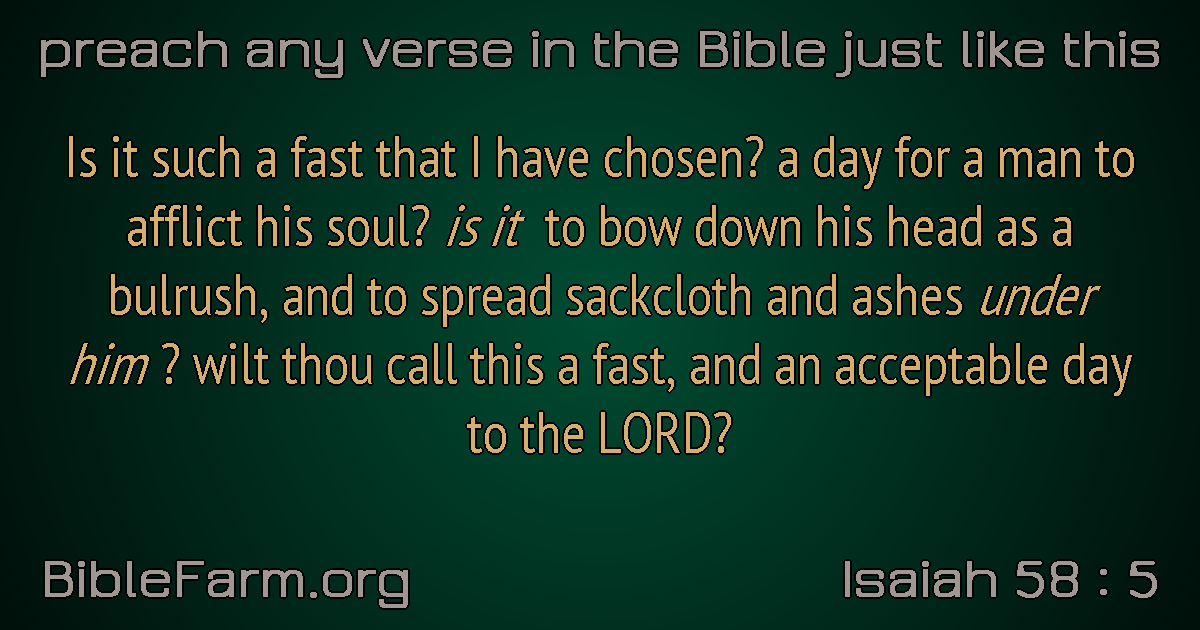 preach any verse in the Bible just like this
Is it such a fast that I have chosen? a day for a man to
afflict his soul? is it to bow down his head as a
bulrush, and to spread sackcloth and ashes under
him ? wilt thou call this a fast, and an acceptable day
to the LORD?
BibleFarm.org
Isaiah 58 : 5